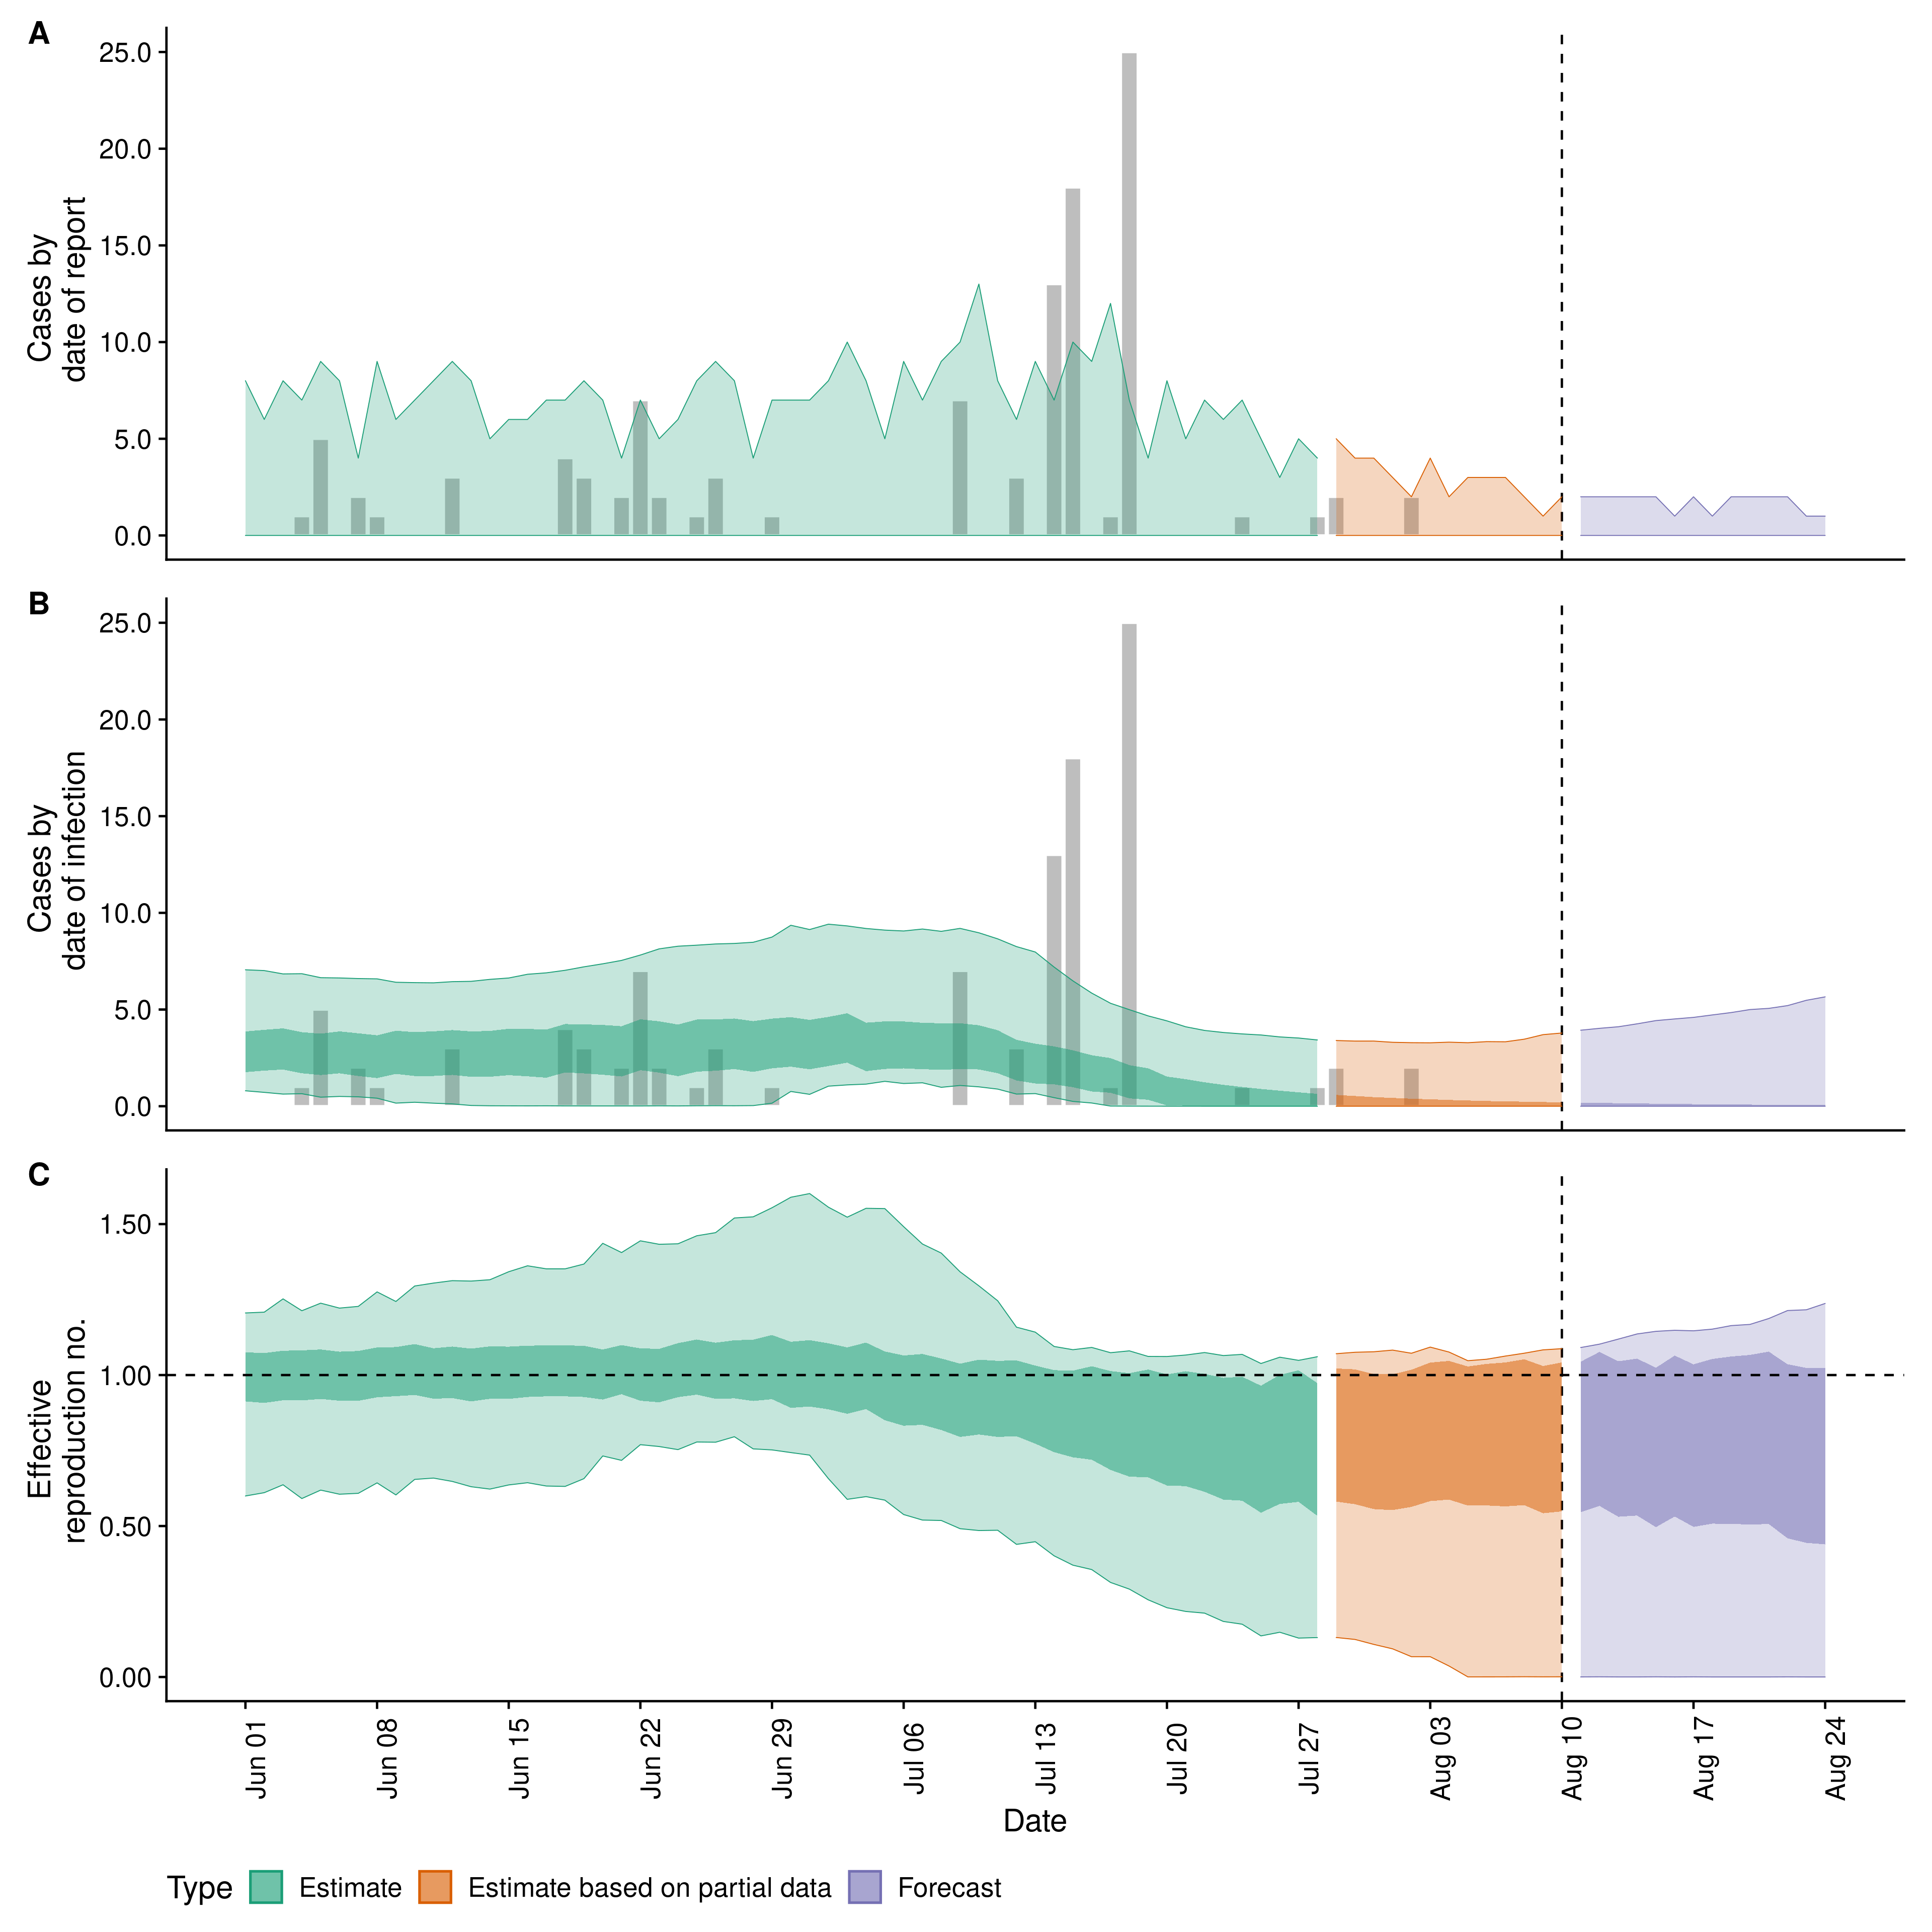 A
25.0
20.0
15.0
10.0
5.0
0.0
Cases by
date of report
B
25.0
20.0
15.0
10.0
5.0
0.0
Cases by
date of infection
C
1.50
1.00
0.50
0.00
Effective
reproduction no.
Jun 01
Jun 08
Jun 15
Jun 22
Jun 29
Jul 06
Jul 13
Jul 20
Jul 27
Aug 03
Aug 10
Aug 17
Aug 24
Date
Type Estimate Estimate based on partial data Forecast